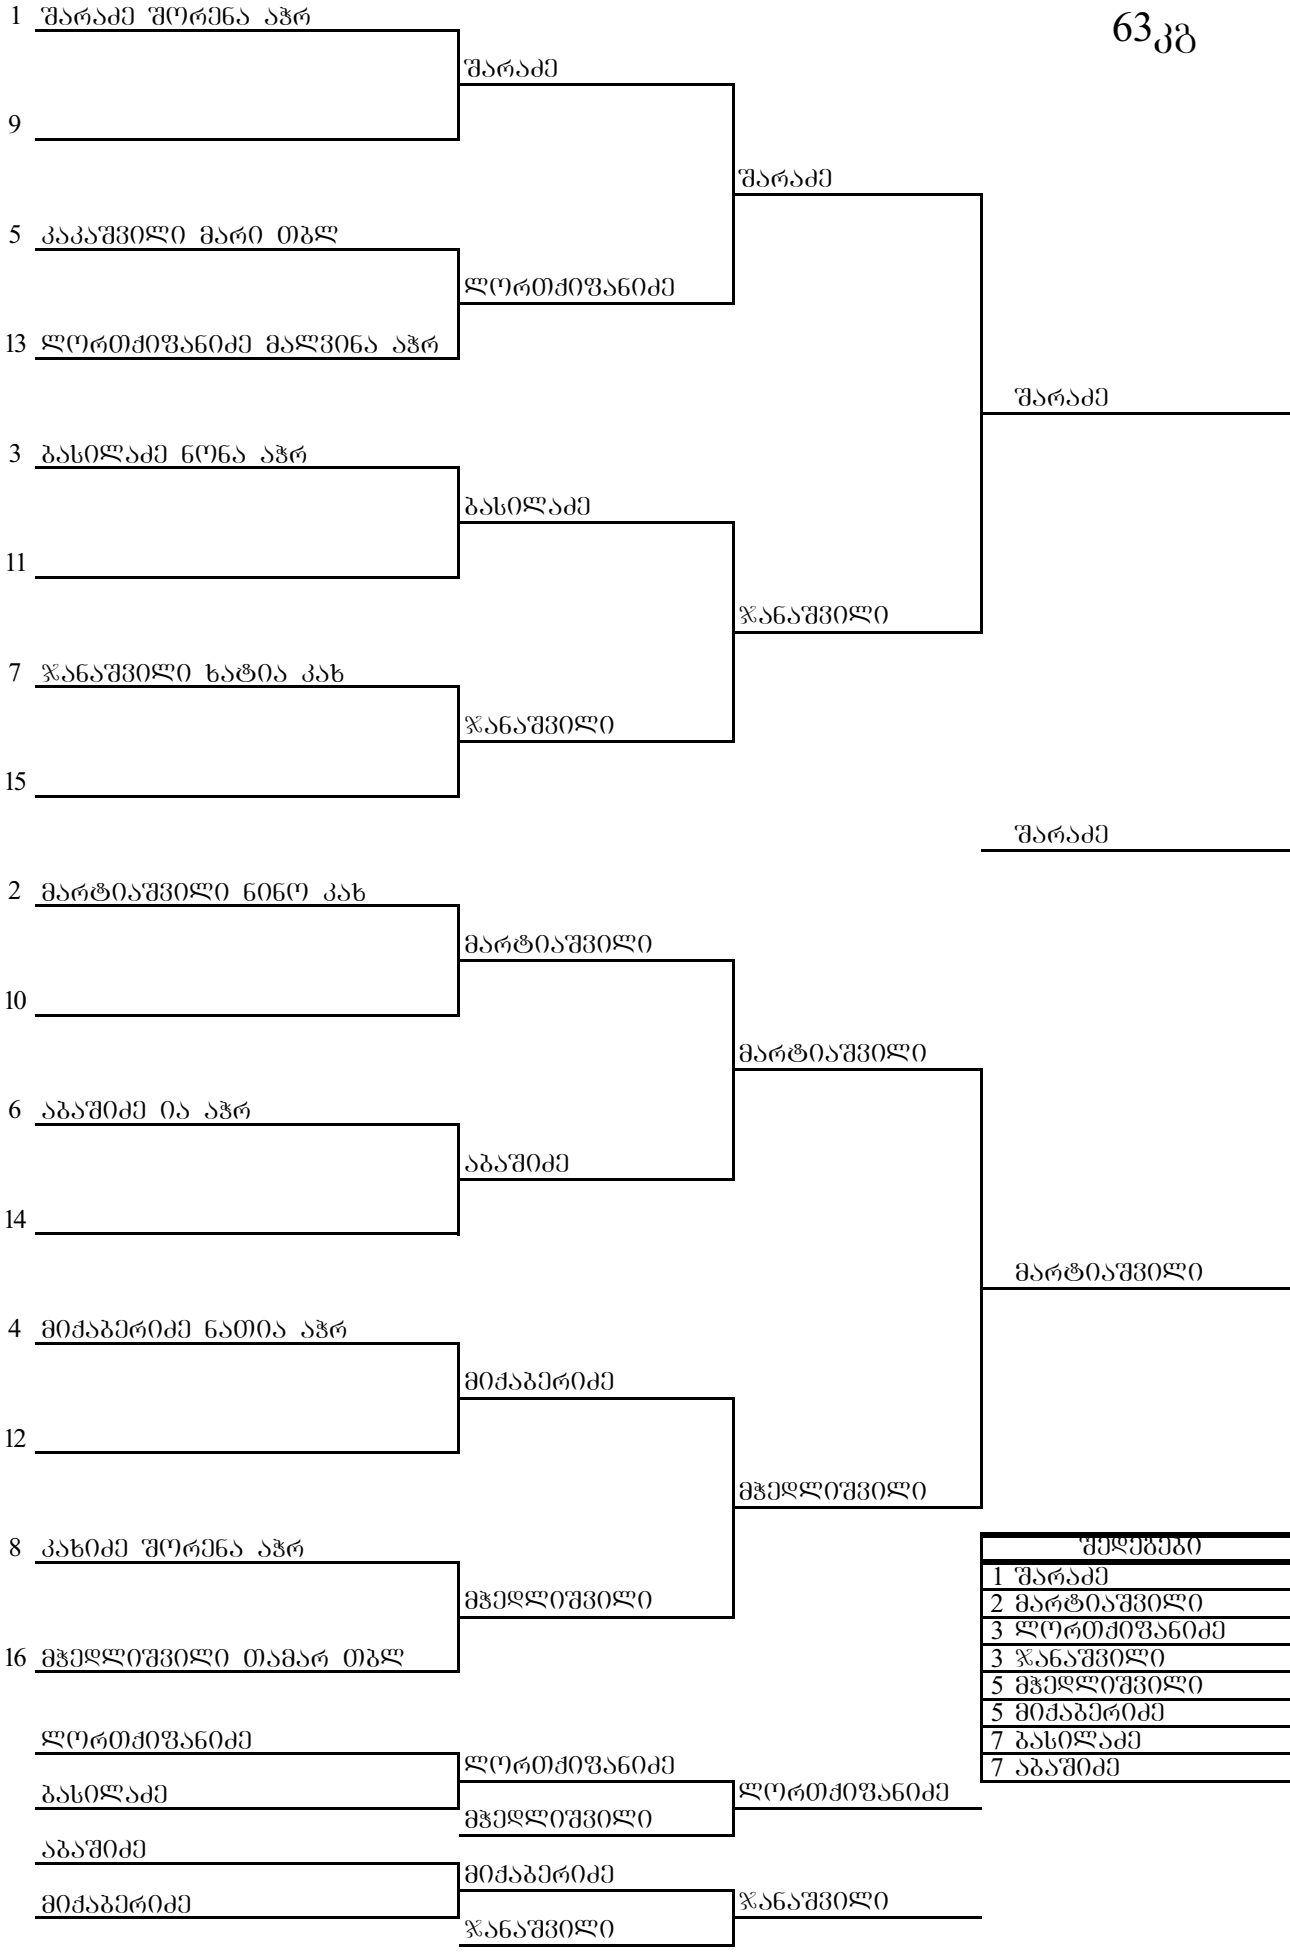 1 შარაძე შორენა აჭრ
63კგ
შარაძე
9
შარაძე
5 კაკაშვილი მარი თბლ
ლორთქიფანიძე
13 ლორთქიფანიძე მალვინა აჭრ
შარაძე
3 ბასილაძე ნონა აჭრ
ბასილაძე
11
ჯანაშვილი
7 ჯანაშვილი ხატია კახ
ჯანაშვილი
15
შარაძე
2 მარტიაშვილი ნინო კახ
მარტიაშვილი
10
მარტიაშვილი
6 აბაშიძე ია აჭრ
აბაშიძე
14
მარტიაშვილი
4 მიქაბერიძე ნათია აჭრ
მიქაბერიძე
12
მჭედლიშვილი
8 კახიძე შორენა აჭრ
მჭედლიშვილი
16 მჭედლიშვილი თამარ თბლ
შედეგები
1 შარაძე
2 მარტიაშვილი
3 ლორთქიფანიძე
3 ჯანაშვილი
5 მჭედლიშვილი
5 მიქაბერიძე
7 ბასილაძე
7 აბაშიძე
ლორთქიფანიძე
ლორთქიფანიძე
ბასილაძე
ლორთქიფანიძე
მჭედლიშვილი
აბაშიძე
მიქაბერიძე
მიქაბერიძე
ჯანაშვილი
ჯანაშვილი